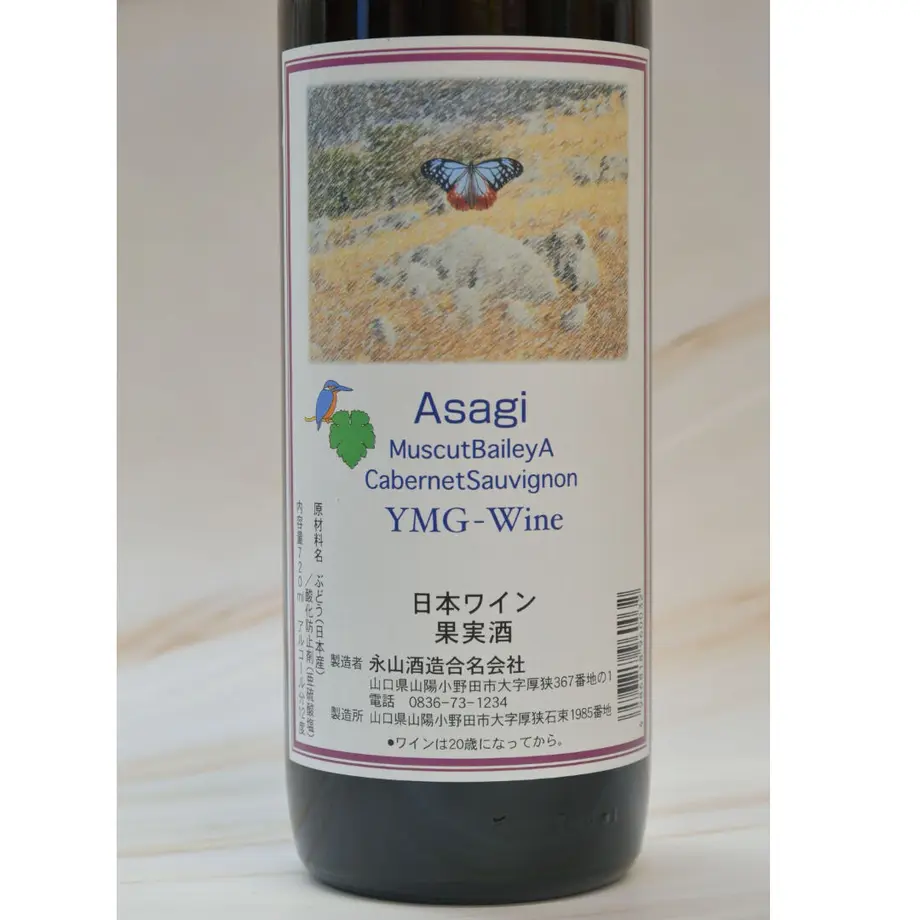 Asagi
MuscutBaileyA
CabernetSauvignon
YMG-Wine
原材料名 ぶどう(日本産)
/酸化防止剤(亜硫酸塩)
内容量720ml アルコール分12度
日本ワイン
果実酒
製造者 永山酒造合名会社
山口県山陽小野田市大字厚狭367番地の1
電話 0836-73-1234
製造所 山口県山陽小野田市大字厚狭石束1985番地
●ワインは20歳になってから。